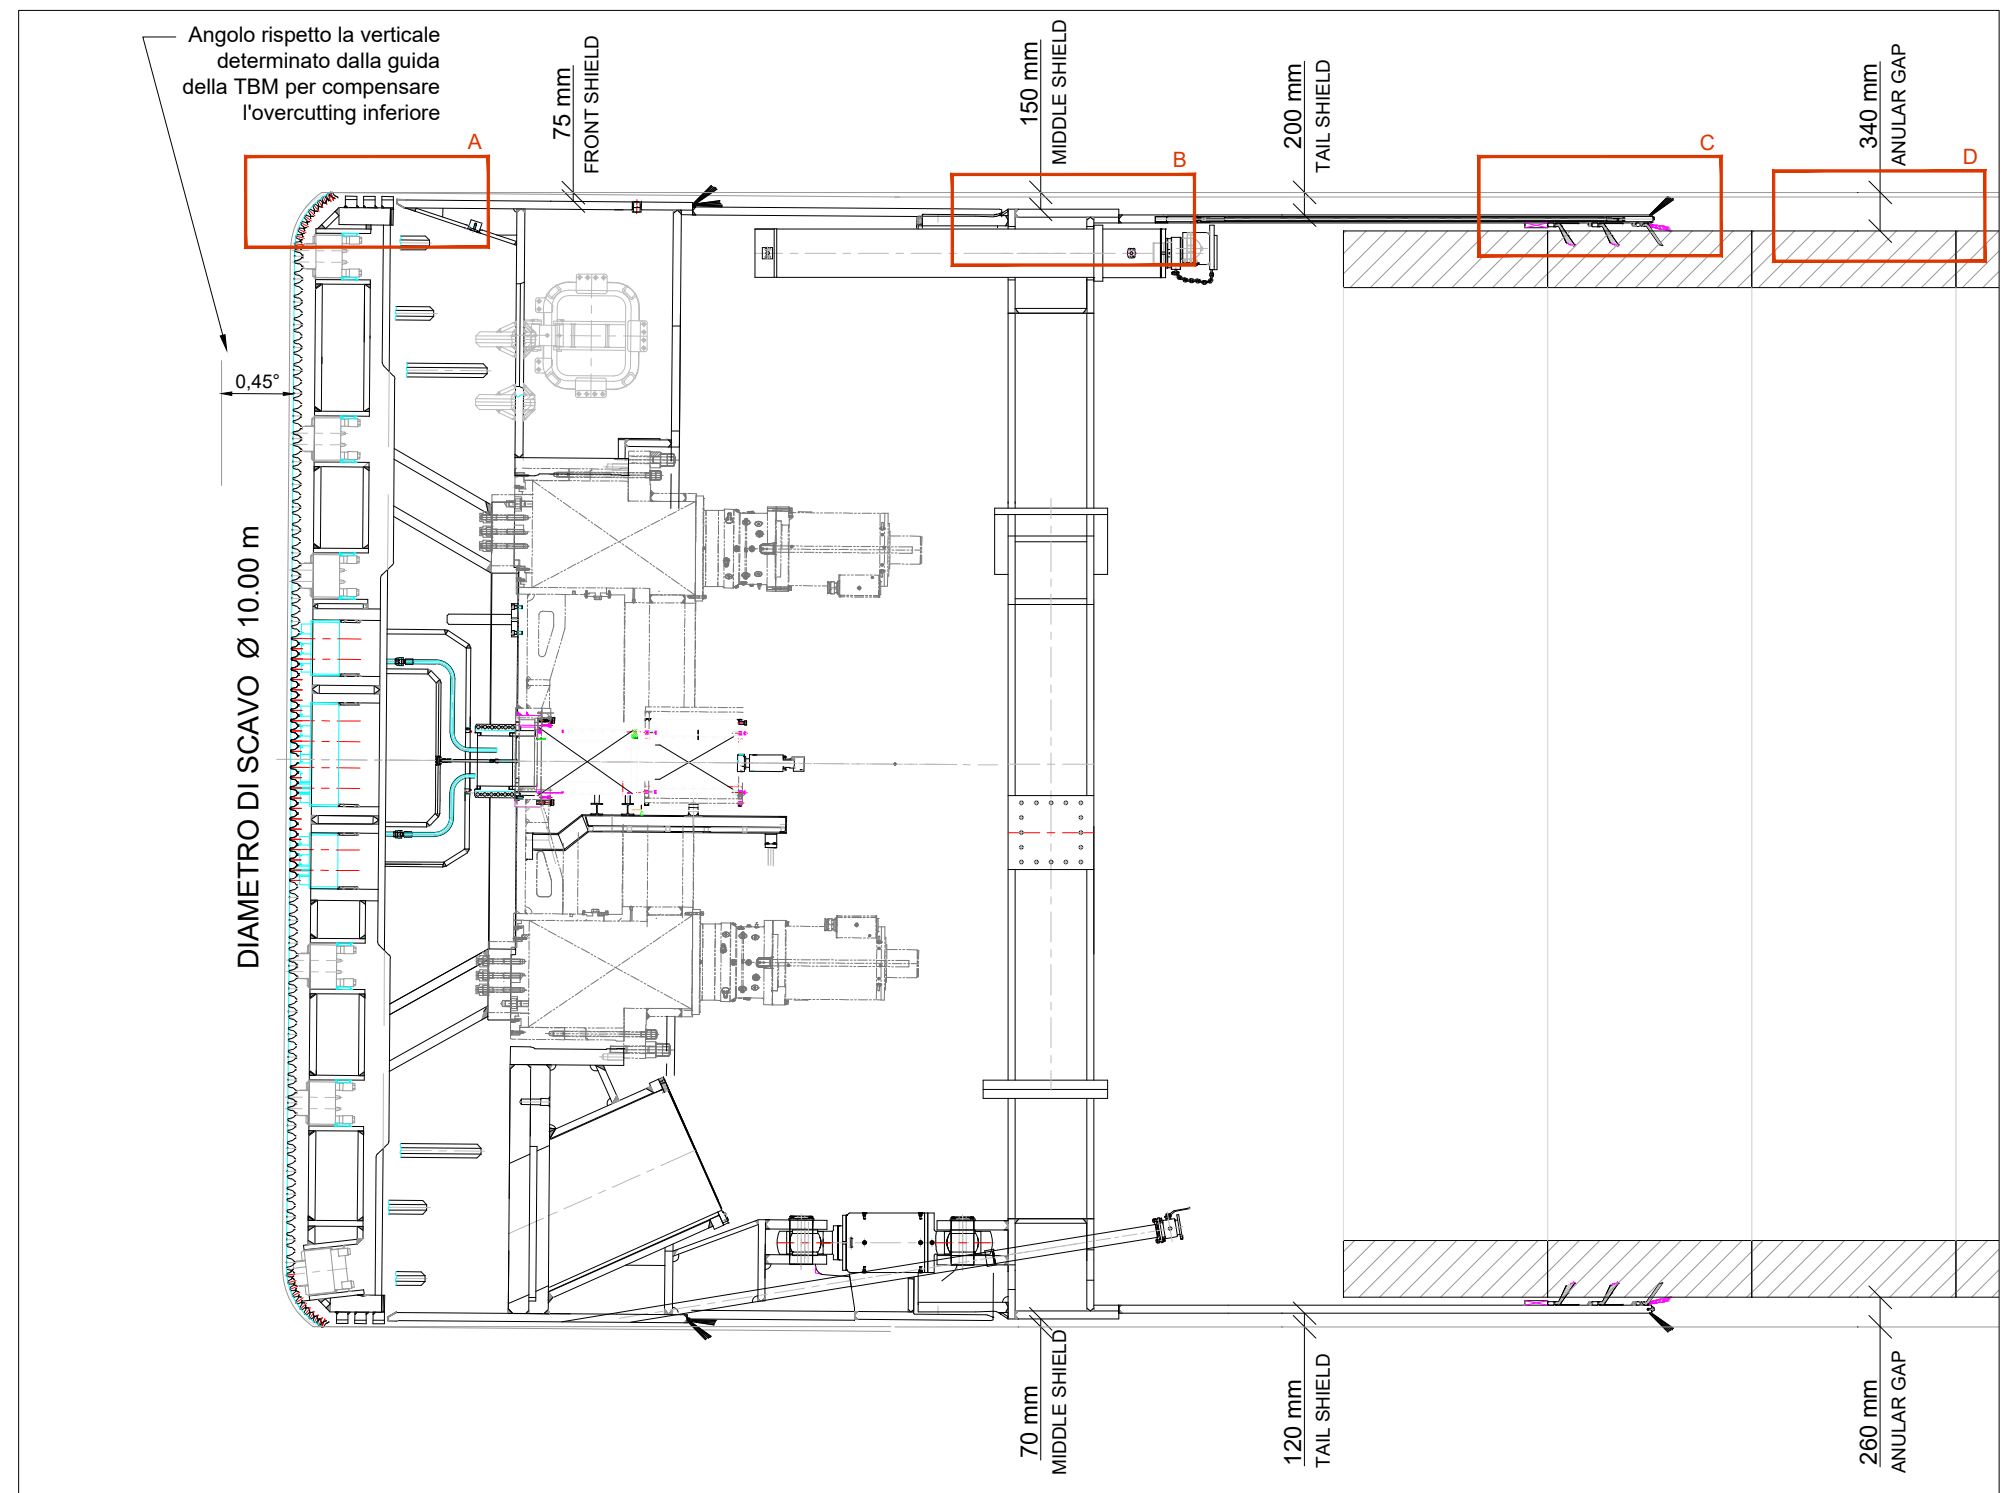 Angolo rispetto la verticale
determinato dalla guida
della TBM per compensare
l'overcutting inferiore
A
75 mm
FRONT SHIELD
150 mm
MIDDLE SHIELD
B
200 mm
TAIL SHIELD
C
340 mm
ANULAR GAP
D
0,45°
DIAMETRO DI SCAVO Ø 10.00 m
70 mm
MIDDLE SHIELD
120 mm
TAIL SHIELD
260 mm
ANULAR GAP